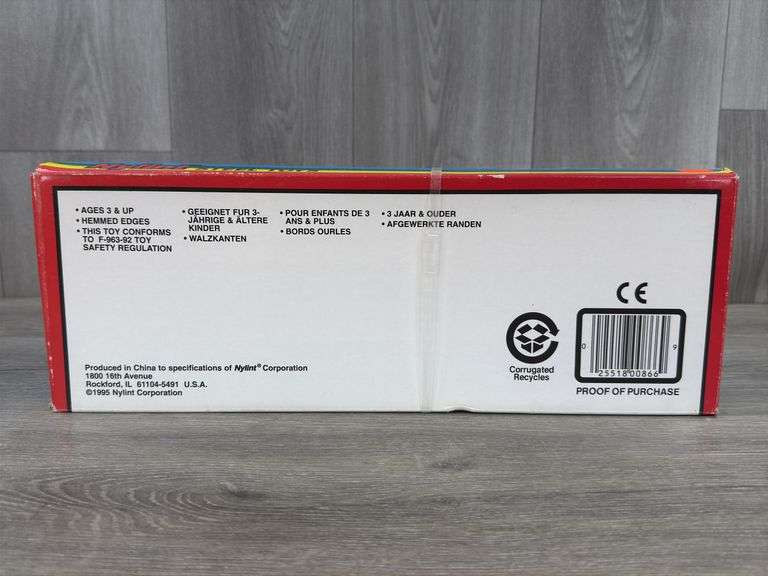 • AGES 3 & UP
• HEMMED EDGES
• THIS TOY CONFORMS
TO F-963-92 TOY
SAFETY REGULATION
• GEEIGNET FUR 3-
JÄHRIGE & ÄLTERE
KINDER
• WALZKANTEN
• POUR ENFANTS DE 3
ANS & PLUS
• BORDS OURLES
• 3 JAAR & OUDER
• AFGEWERKTE RANDEN
CE
Produced in China to specifications of Nylint® Corporation
1800 16th Avenue
Rockford, IL 61104-5491 U.S.A.
©1995 Nylint Corporation
Corrugated
Recycles
0 25518 00866 9
PROOF OF PURCHASE